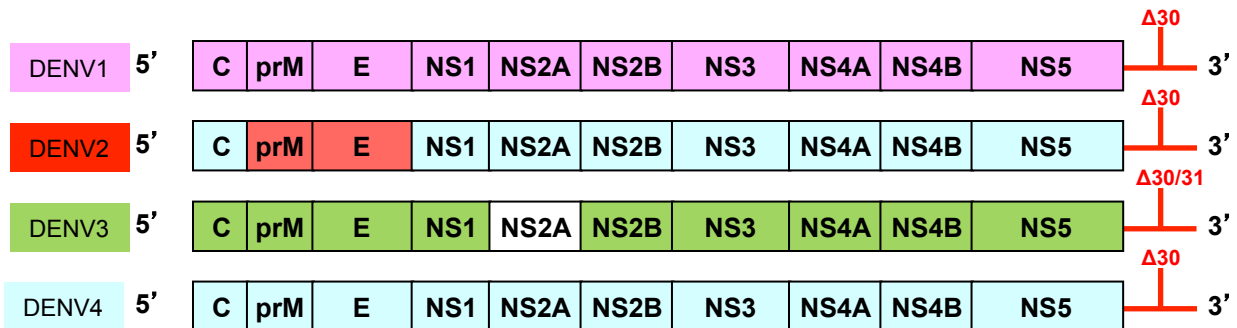 Δ30
DENV1 5’ C prM E NS1 NS2A NS2B NS3 NS4A NS4B NS5 3’
Δ30
DENV2 5’ C prM E NS1 NS2A NS2B NS3 NS4A NS4B NS5 3’
Δ30/31
DENV3 5’ C prM E NS1 NS2A NS2B NS3 NS4A NS4B NS5 3’
Δ30
DENV4 5’ C prM E NS1 NS2A NS2B NS3 NS4A NS4B NS5 3’